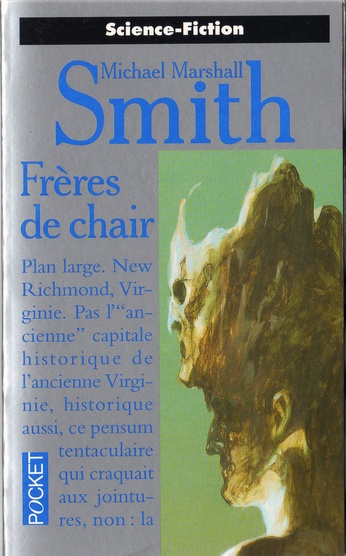 Science-Fiction
Michael Marshall
Smith
Frères
de chair
Plan large. New
Richmond, Vir-
ginie. Pas l'“an-
cienne” capitale
historique de
l'ancienne Virgi-
nie, historique
aussi, ce pensum
tentaculaire
qui craquait
aux jointu-
res, non : la
POCKET